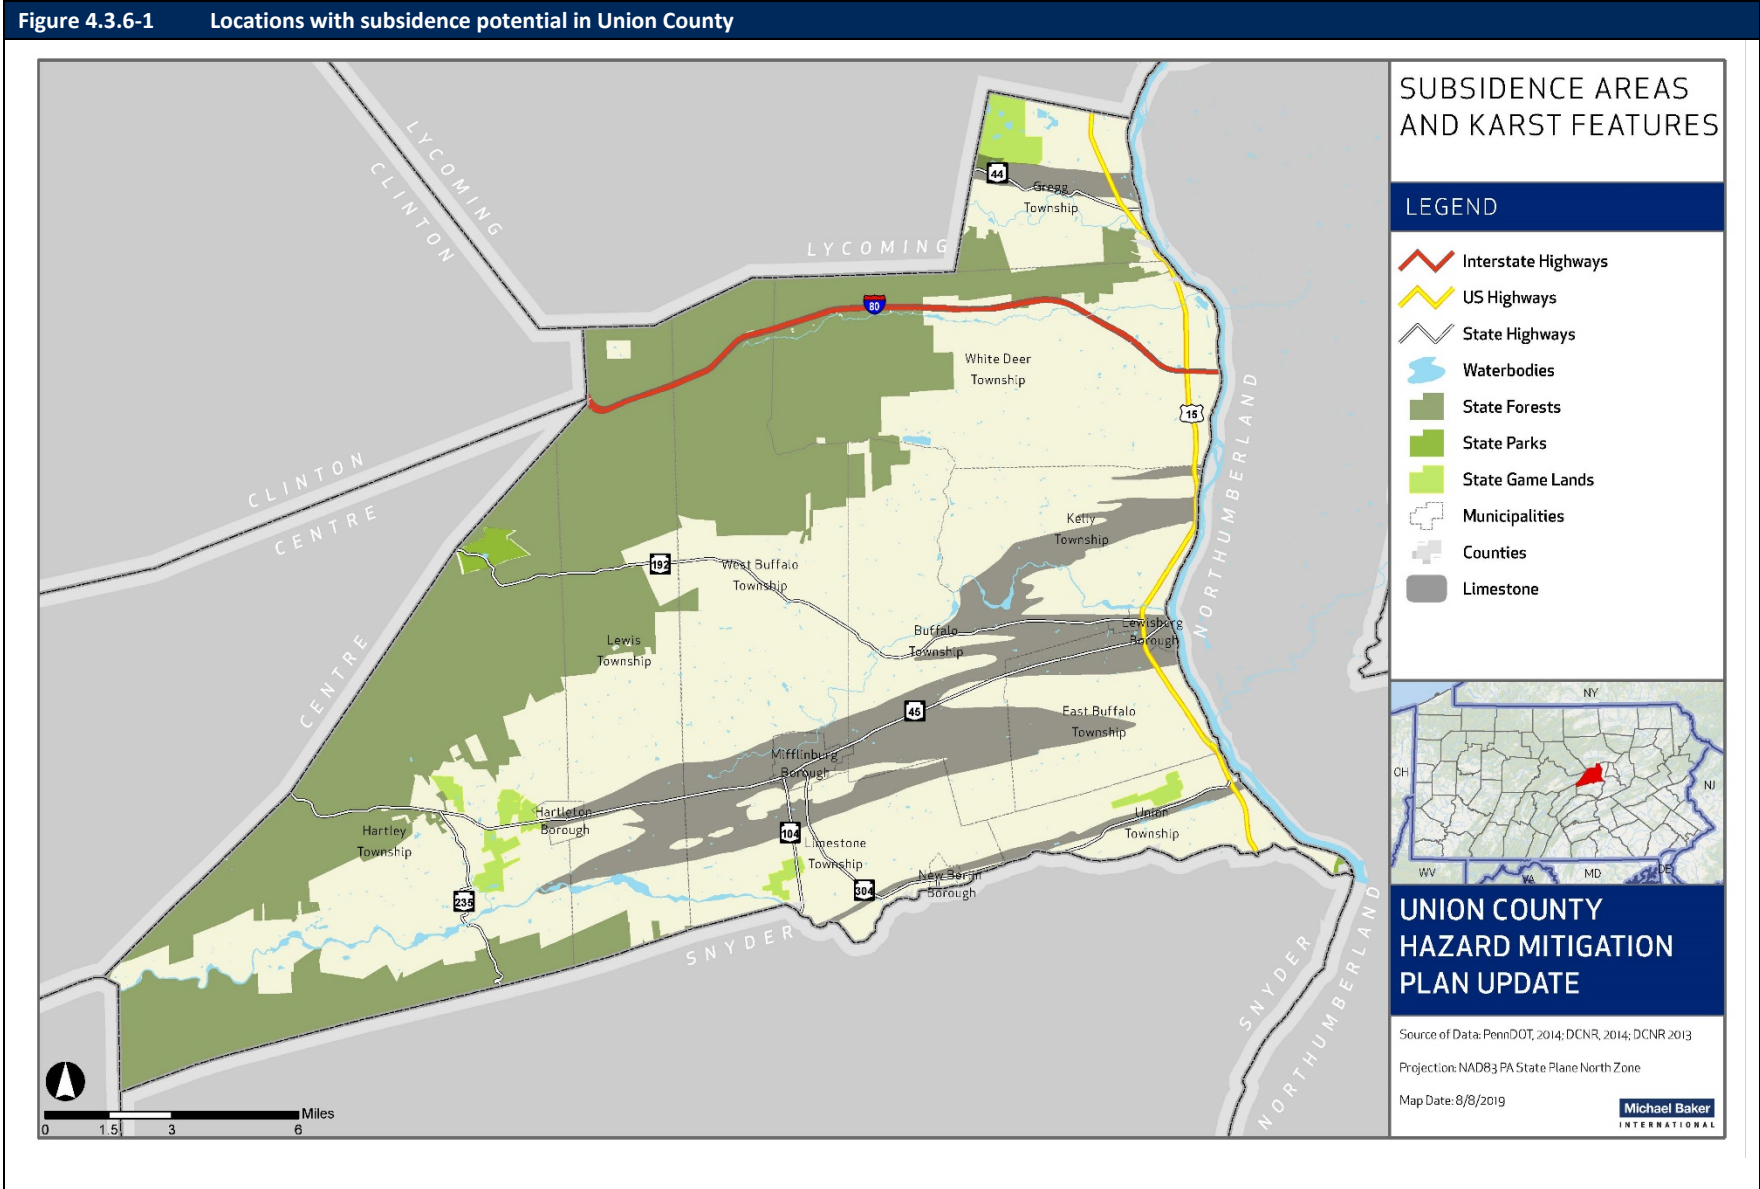 Figure 4.3.6-1 Locations with subsidence potential in Union County
SUBSIDENCE AREAS
AND KARST FEATURES
LEGEND
Interstate Highways
US Highways
State Highways
Waterbodies
State Forests
State Parks
State Game Lands
Municipalities
Counties
Limestone
LYCOMING
CLINTON
LYCOMING
CLINTON
CENTRE
CENTRE
NORTHUMBERLAND
SNYDER
SNYDER
NORTHUMBERLAND
44
Gregg
Township
80
White Deer
Township
15
Kelly
Township
192
West Buffalo
Township
Lewis
Township
Buffalo
Township
Lewisburg
Borough
45
East Buffalo
Township
Mifflinburg
Borough
Hartleton
Borough
Hartley
Township
104
Limestone
Township
Union
Township
304
New Berlin
Borough
235
0 1.5 3 6
Miles
NY
OH
NJ
WV
VA
MD
DE
UNION COUNTY
HAZARD MITIGATION
PLAN UPDATE
Source of Data: PennDOT, 2014; DCNR, 2014; DCNR 2013
Projection: NAD83 PA State Plane North Zone
Map Date: 8/8/2019
Michael Baker
INTERNATIONAL